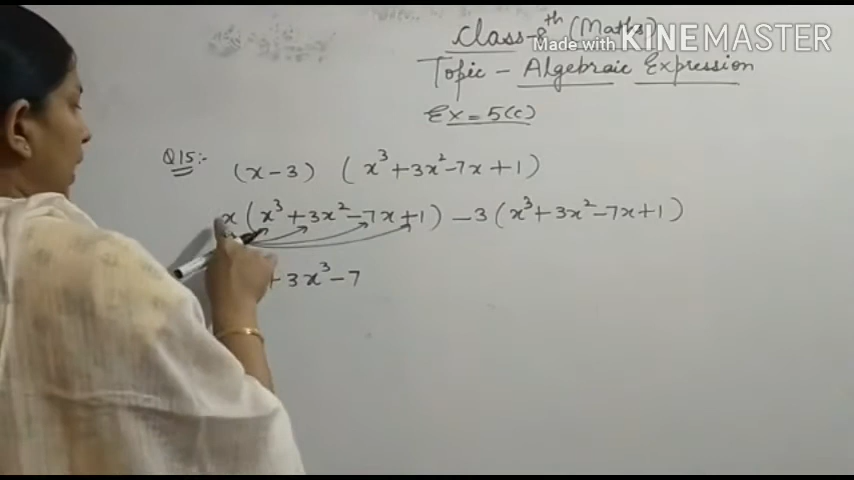 Class-8th (Maths)
Made with KINEMASTER
Topic - Algebraic Expression
Ex = 5(c)
Q15:- (x-3) (x³+3x²-7x+1)
x(x³+3x²-7x+1) -3(x³+3x²-7x+1)
+3x³-7